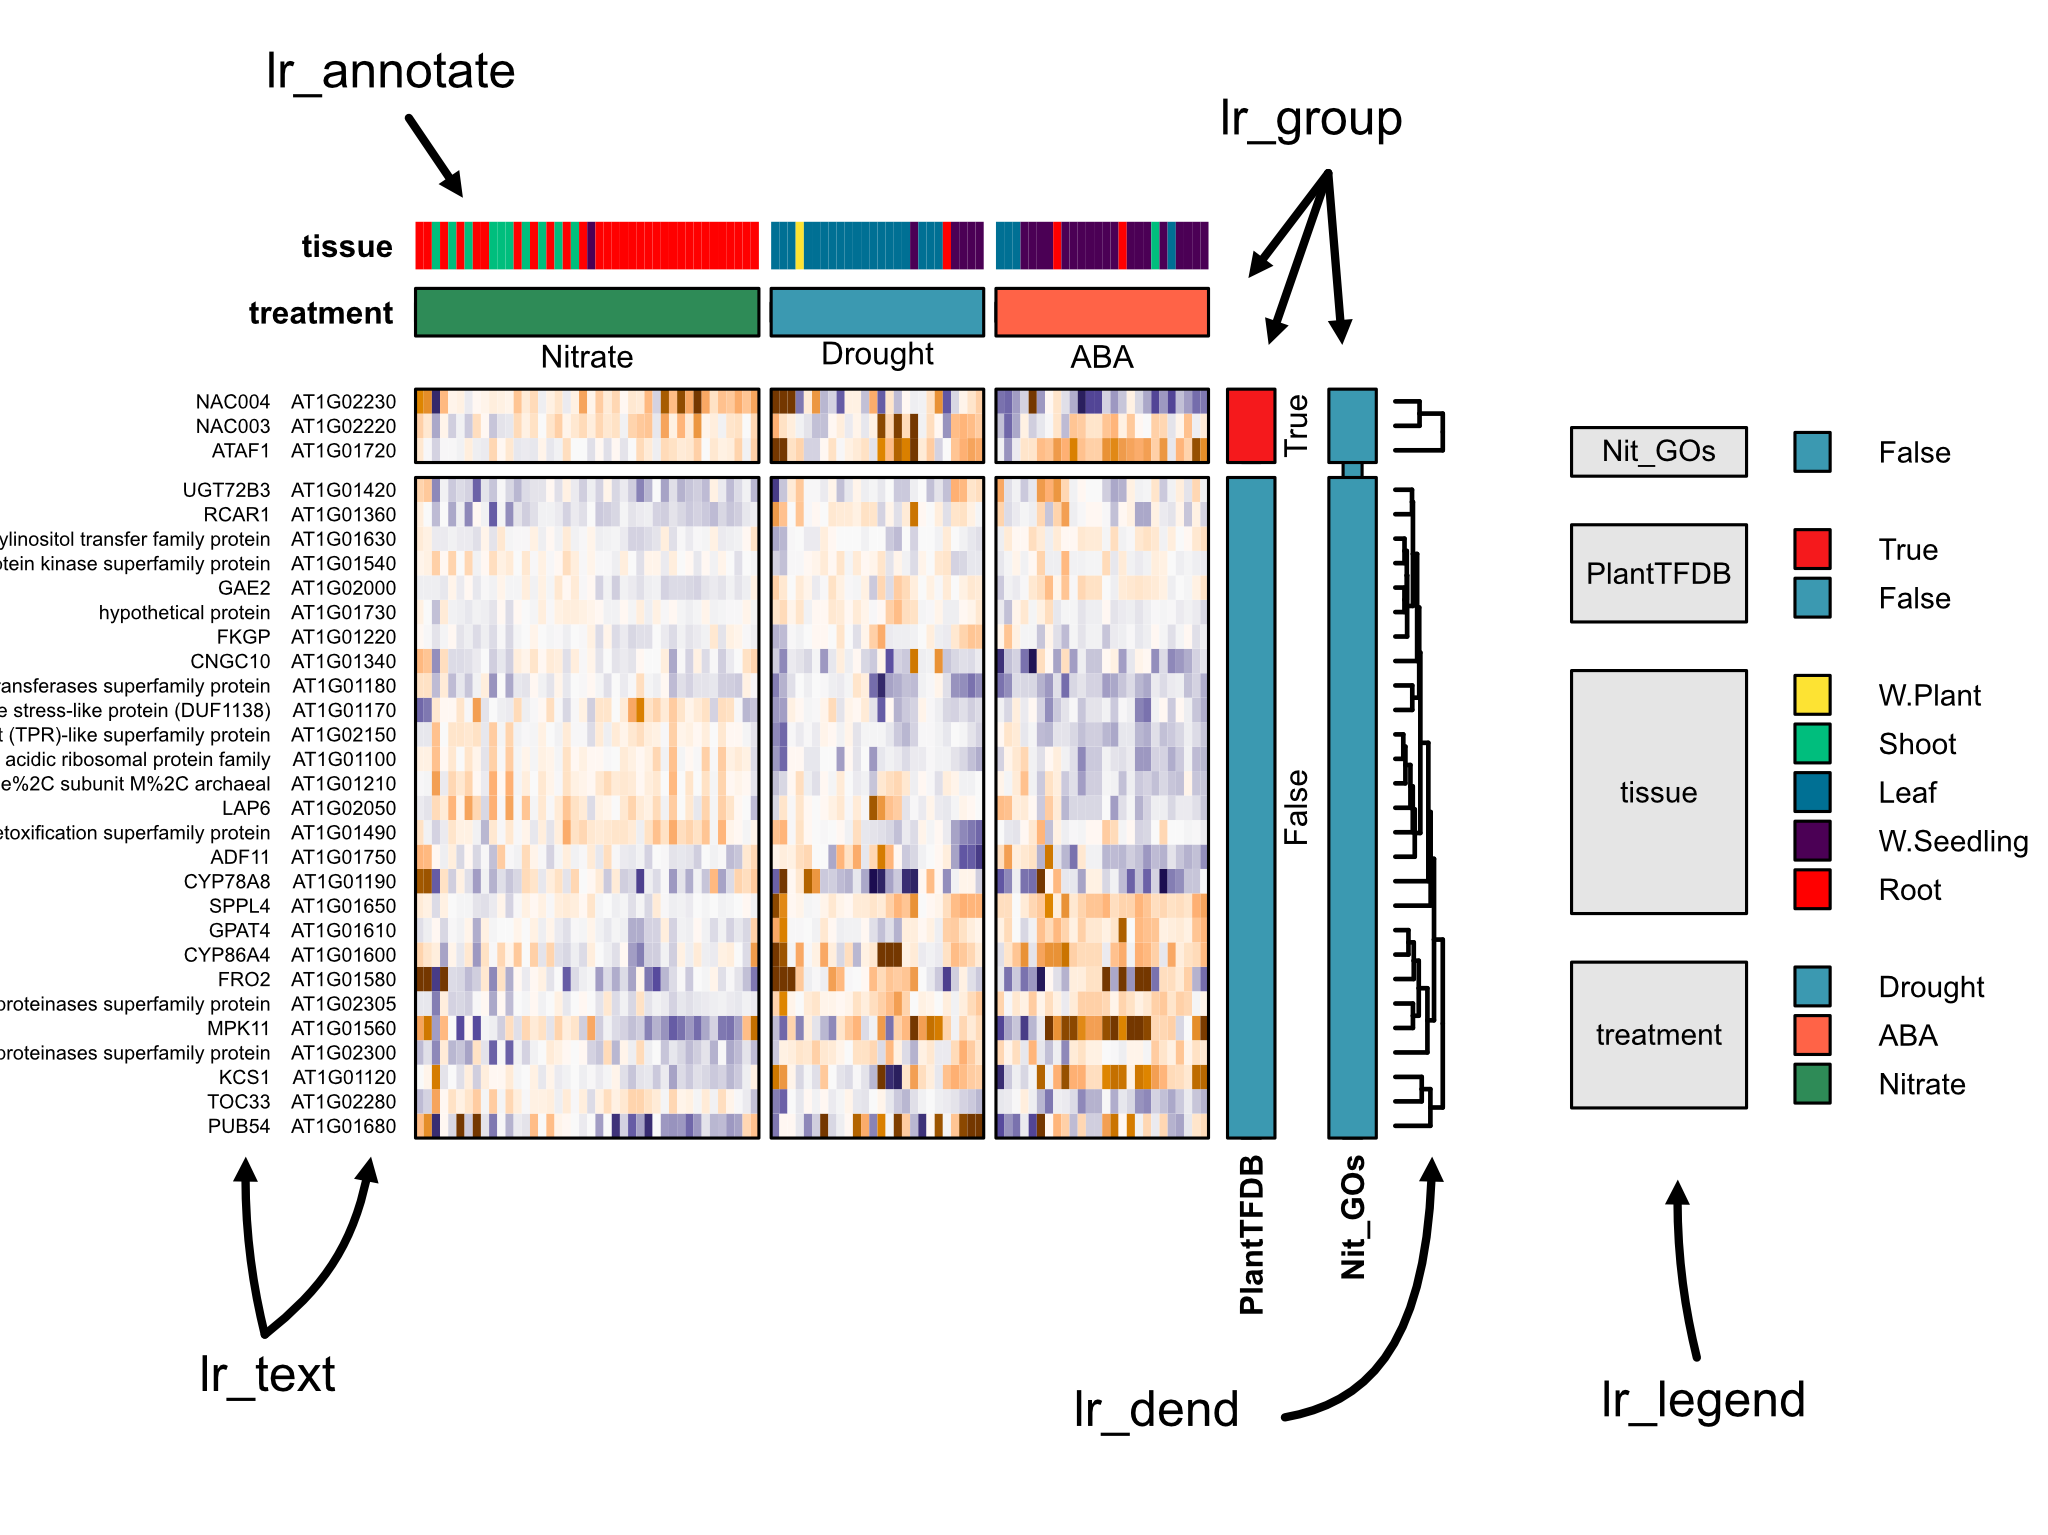 lr_annotate
lr_group
tissue
treatment
Nitrate
Drought
ABA
NAC004 AT1G02230
NAC003 AT1G02220
ATAF1 AT1G01720
True
UGT72B3 AT1G01420
RCAR1 AT1G01360
ylinositol transfer family protein AT1G01630
otein kinase superfamily protein AT1G01540
GAE2 AT1G02000
hypothetical protein AT1G01730
FKGP AT1G01220
CNGC10 AT1G01340
ansferases superfamily protein AT1G01180
e stress-like protein (DUF1138) AT1G01170
t (TPR)-like superfamily protein AT1G02150
acidic ribosomal protein family AT1G01100
e%2C subunit M%2C archaeal AT1G01210
LAP6 AT1G02050
etoxification superfamily protein AT1G01490
ADF11 AT1G01750
CYP78A8 AT1G01190
SPPL4 AT1G01650
GPAT4 AT1G01610
CYP86A4 AT1G01600
FRO2 AT1G01580
proteinases superfamily protein AT1G02305
MPK11 AT1G01560
proteinases superfamily protein AT1G02300
KCS1 AT1G01120
TOC33 AT1G02280
PUB54 AT1G01680
False
PlantTFDB
Nit_GOs
Nit_GOs
False
PlantTFDB
True
False
tissue
W.Plant
Shoot
Leaf
W.Seedling
Root
treatment
Drought
ABA
Nitrate
lr_text
lr_dend
lr_legend